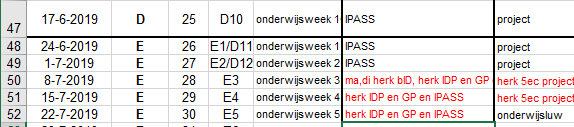 47 17-6-2019 D 25 D10 onderwijsweek 1 IPASS project
48 24-6-2019 E 26 E1/D11 onderwijsweek 1 IPASS project
49 1-7-2019 E 27 E2/D12 onderwijsweek 2 IPASS project
50 8-7-2019 E 28 E3 onderwijsweek 3 ma,di herk bID, herk IDP en GP herk 5ec project
51 15-7-2019 E 29 E4 onderwijsweek 4 herk IDP en GP en IPASS herk 5ec project
52 22-7-2019 E 30 E5 onderwijsweek 5 herk IDP en GP en IPASS onderwijsluw